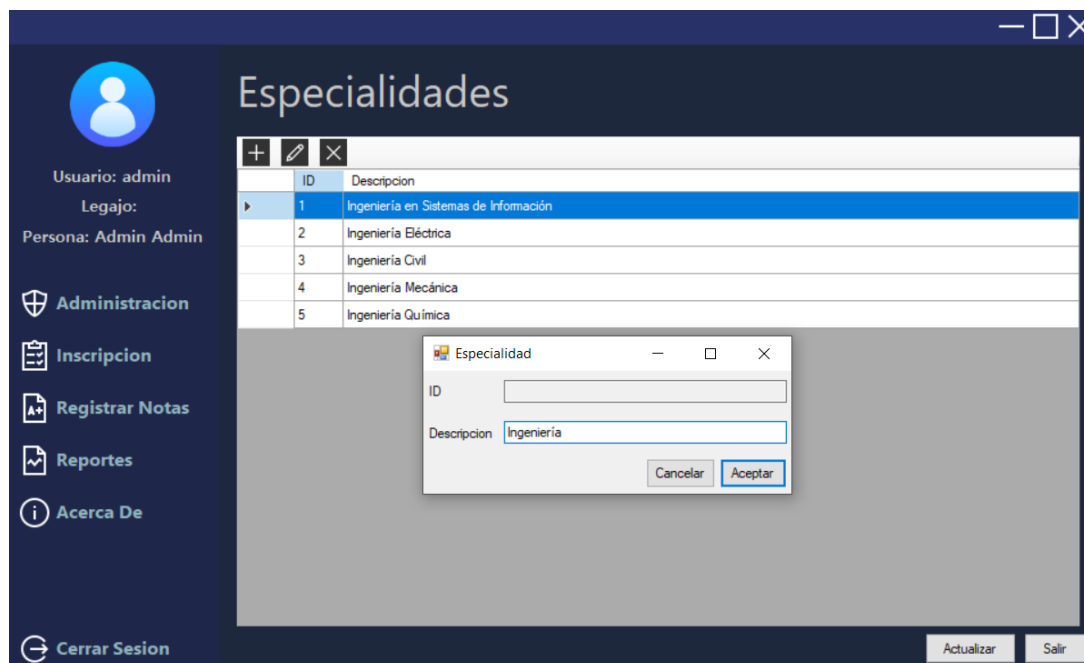 Usuario: admin
Legajo:
Persona: Admin Admin
Administracion
Inscripcion
A+
Registrar Notas
Reportes
Acerca De
Cerrar Sesion
Especialidades
ID Descripcion
1 Ingeniería en Sistemas de Información
2 Ingeniería Eléctrica
3 Ingeniería Civil
4 Ingeniería Mecánica
5 Ingeniería Química
Especialidad
ID
Descripcion Ingeniería
Cancelar Aceptar
Actualizar Salir